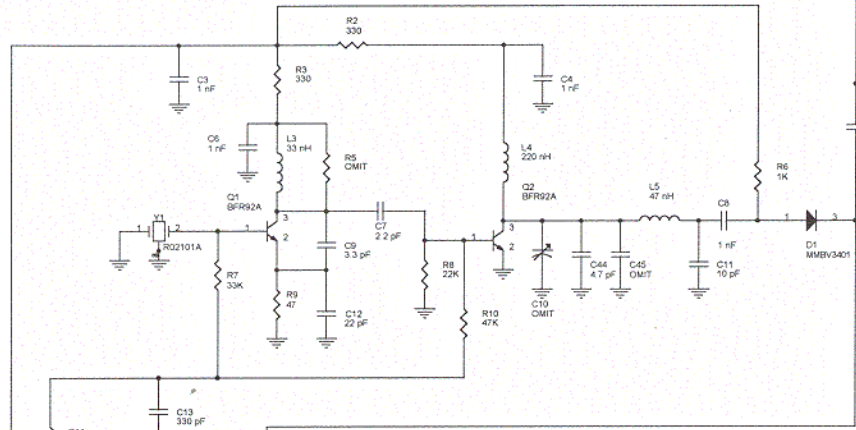 R2
330
R3
330
C3
1 nF
C4
1 nF
C6
1 nF
L3
33 nH
R5
OMIT
L4
220 nH
R6
1K
Q1
BFR92A
Q2
BFR92A
L5
47 nH
Y1
1
2
3
RO2101A
1
3
2
C7
2.2 pF
1
3
2
C8
1 nF
1
3
D1
MMBV3401
R7
33K
C9
3.3 pF
R8
22K
C44
4.7 pF
C45
OMIT
C11
10 pF
C10
OMIT
R9
47
C12
22 pF
R10
47K
C13
330 pF